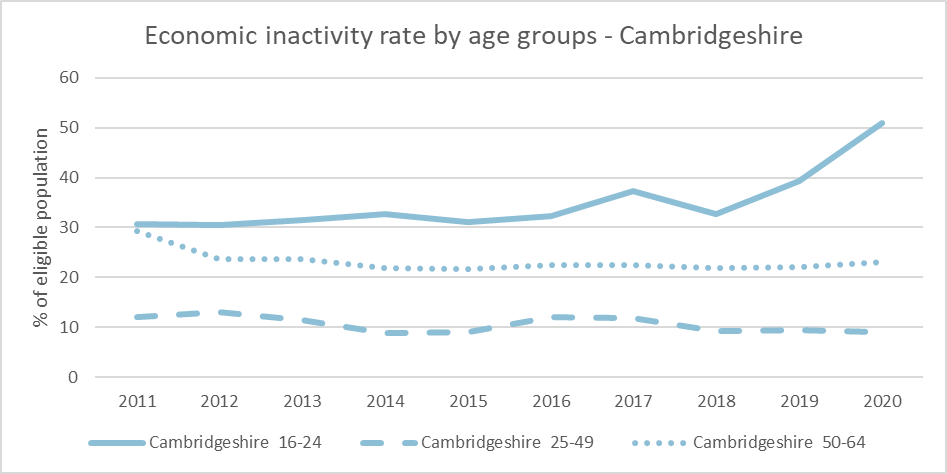 Economic inactivity rate by age groups - Cambridgeshire
% of eligible population
60
50
40
30
20
10
0
2011 2012 2013 2014 2015 2016 2017 2018 2019 2020
Cambridgeshire 16-24 Cambridgeshire 25-49 Cambridgeshire 50-64